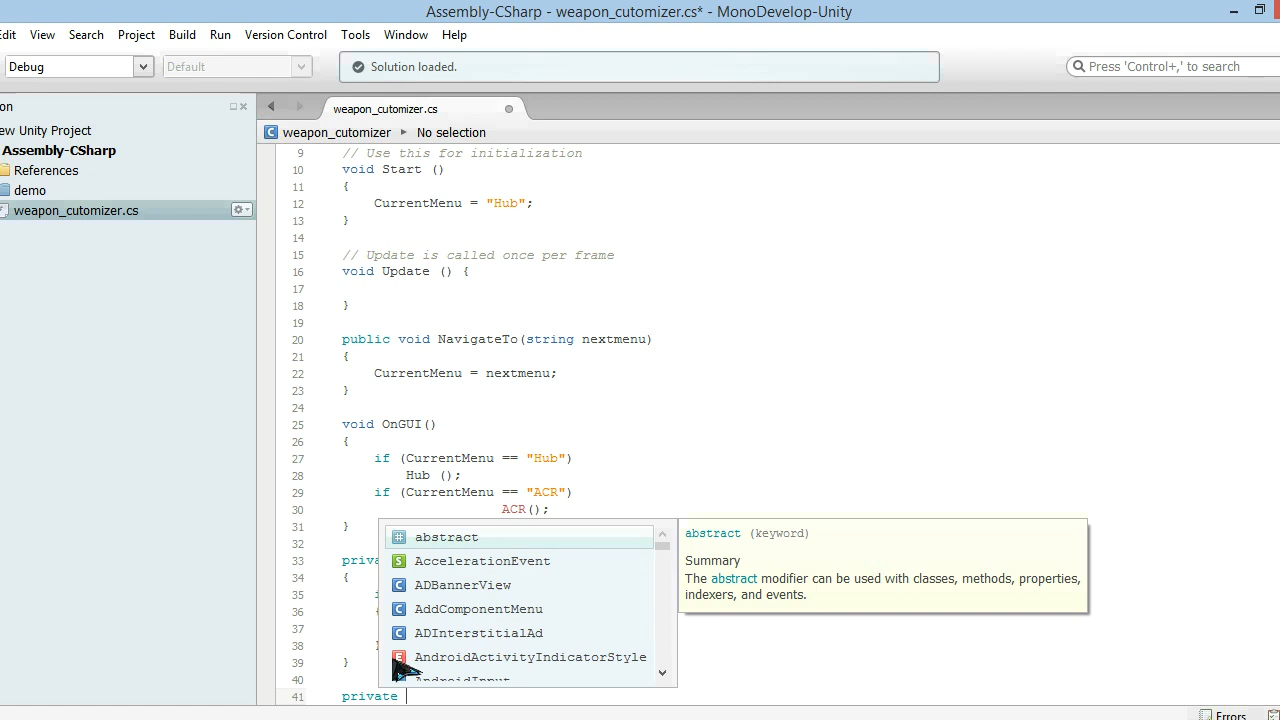 Assembly-CSharp - weapon_cutomizer.cs* - MonoDevelop-Unity
dit View Search Project Build Run Version Control Tools Window Help
Debug Default Solution loaded. Press 'Control+,' to search
on
weapon_cutomizer.cs
ew Unity Project
weapon_cutomizer No selection
Assembly-CSharp
References
demo
weapon_cutomizer.cs
9 // Use this for initialization
10 void Start ()
11 {
12 CurrentMenu = "Hub";
13 }
14
15 // Update is called once per frame
16 void Update () {
17
18 }
19
20 public void NavigateTo(string nextmenu)
21 {
22 CurrentMenu = nextmenu;
23 }
24
25 void OnGUI()
26 {
27 if (CurrentMenu == "Hub")
28 Hub ();
29 if (CurrentMenu == "ACR")
30 ACR();
31 }
32
33 priva
34 {
35
36
37
38
39 }
40
41 private
abstract
AccelerationEvent
ADBannerView
AddComponentMenu
ADInterstitialAd
AndroidActivityIndicatorStyle
AndroidInput
abstract (keyword)
Summary
The abstract modifier can be used with classes, methods, properties,
indexers, and events.
Errors